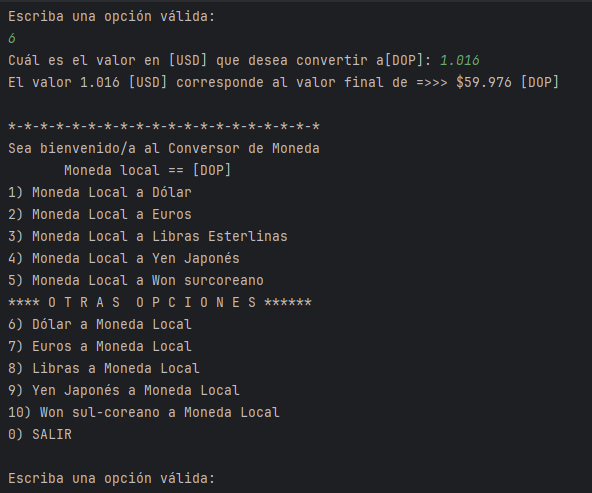 Escriba una opción válida:
6
Cuál es el valor en [USD] que desea convertir a[DOP]: 1.016
El valor 1.016 [USD] corresponde al valor final de =>>> $59.976 [DOP]
*-*-*-*-*-*-*-*-*-*-*-*-*-*-*-*-*-*-*-*
Sea bienvenido/a al Conversor de Moneda
Moneda local == [DOP]
1) Moneda Local a Dólar
2) Moneda Local a Euros
3) Moneda Local a Libras Esterlinas
4) Moneda Local a Yen Japonés
5) Moneda Local a Won surcoreano
**** O T R A S  O P C I O N E S ******
6) Dólar a Moneda Local
7) Euros a Moneda Local
8) Libras a Moneda Local
9) Yen Japonés a Moneda Local
10) Won sul-coreano a Moneda Local
0) SALIR
Escriba una opción válida: